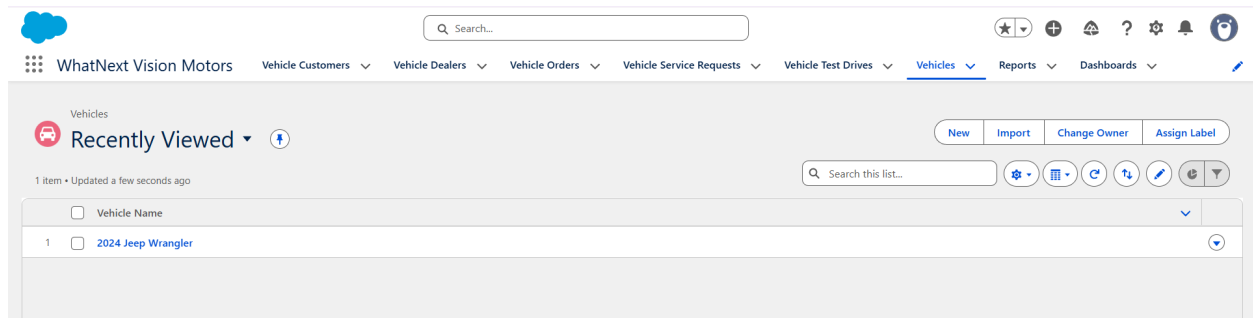 Search...
WhatNext Vision Motors Vehicle Customers Vehicle Dealers Vehicle Orders Vehicle Service Requests Vehicle Test Drives Vehicles Reports Dashboards
Vehicles
Recently Viewed
New Import Change Owner Assign Label
1 item • Updated a few seconds ago
Search this list...
Vehicle Name
1 2024 Jeep Wrangler